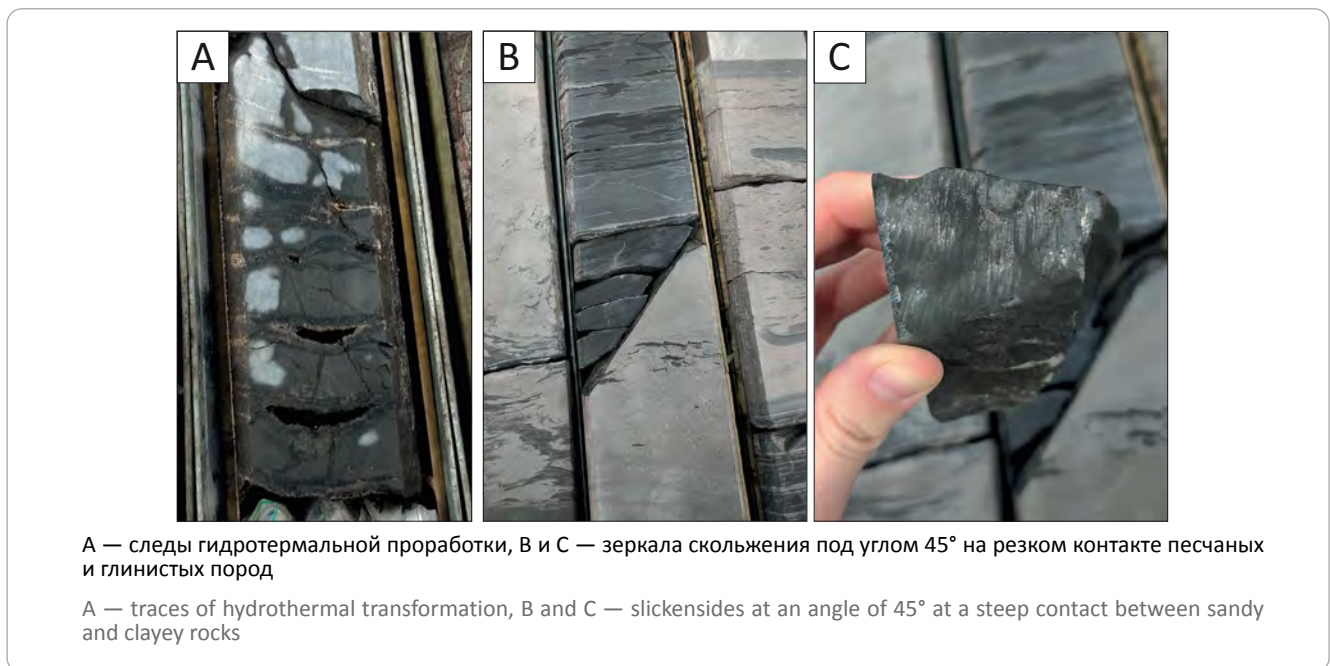 A
B
C
A — следы гидротермальной проработки, B и C — зеркала скольжения под углом 45° на резком контакте песчаных
и глинистых пород
A — traces of hydrothermal transformation, B and C — slickensides at an angle of 45° at a steep contact between sandy
and clayey rocks